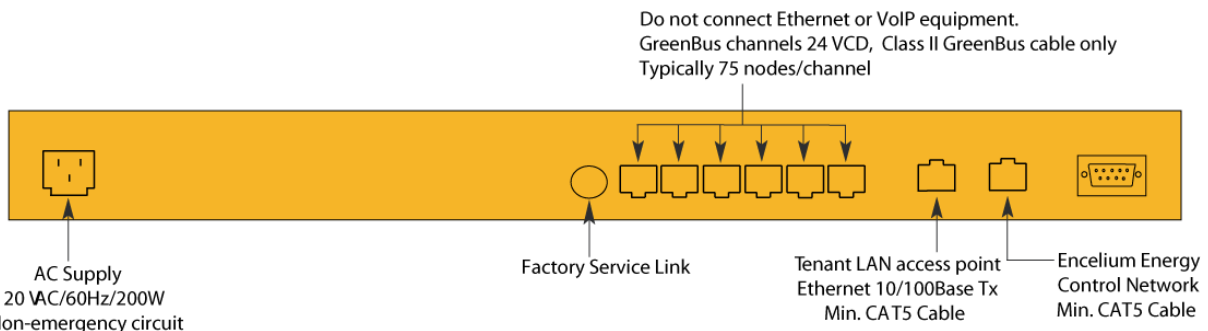 Do not connect Ethernet or VoIP equipment.
GreenBus channels 24 VCD, Class II GreenBus cable only
Typically 75 nodes/channel
AC Supply
20 VAC/60Hz/200W
on-emergency circuit
Factory Service Link
Tenant LAN access point
Ethernet 10/100Base Tx
Min. CAT5 Cable
Encelium Energy
Control Network
Min. CAT5 Cable